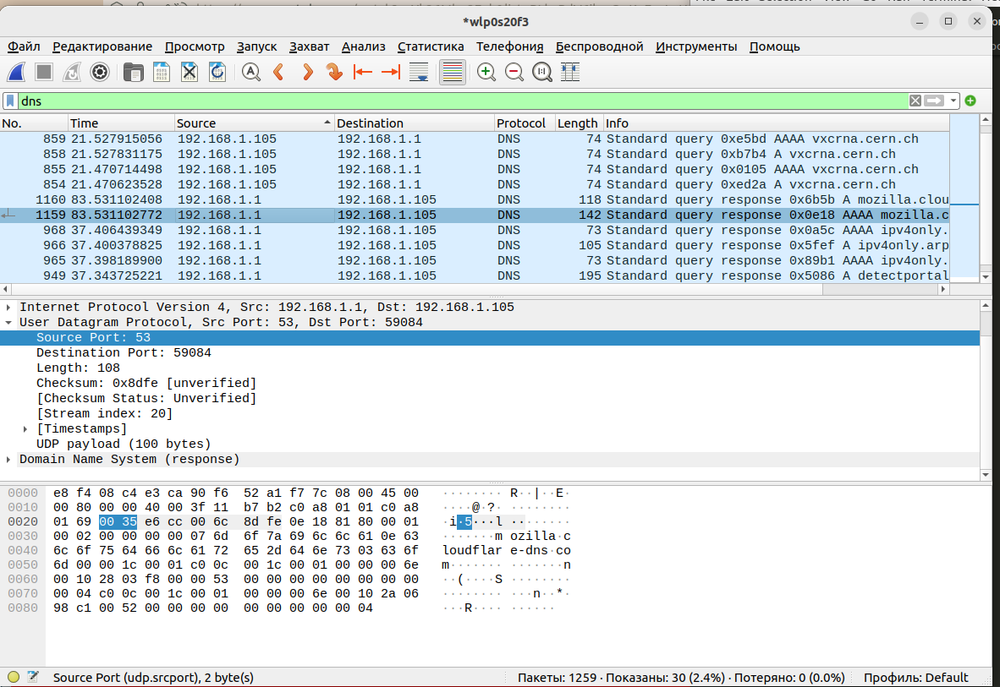 *wlp0s20f3
Файл Редактирование Просмотр Запуск Захват Анализ Статистика Телефония Беспроводной Инструменты Помощь
dns
No. Time Source Destination Protocol Length Info
859 21.527915056 192.168.1.105 192.168.1.1 DNS 74 Standard query 0xe5bd AAAA vxcrna.cern.ch
858 21.527831175 192.168.1.105 192.168.1.1 DNS 74 Standard query 0xb7b4 A vxcrna.cern.ch
855 21.470714498 192.168.1.105 192.168.1.1 DNS 74 Standard query 0x0105 AAAA vxcrna.cern.ch
854 21.470623528 192.168.1.105 192.168.1.1 DNS 74 Standard query 0xed2a A vxcrna.cern.ch
1160 83.531102408 192.168.1.1 192.168.1.105 DNS 118 Standard query response 0x6b5b A mozilla.clou
1159 83.531102772 192.168.1.1 192.168.1.105 DNS 142 Standard query response 0x0e18 AAAA mozilla.c
968 37.406439349 192.168.1.1 192.168.1.105 DNS 73 Standard query response 0x0a5c AAAA ipv4only.
966 37.400378825 192.168.1.1 192.168.1.105 DNS 105 Standard query response 0x5fef A ipv4only.arp
965 37.398189900 192.168.1.1 192.168.1.105 DNS 73 Standard query response 0x89b1 AAAA ipv4only.
949 37.343725221 192.168.1.1 192.168.1.105 DNS 195 Standard query response 0x5086 A detectportal
Internet Protocol Version 4, Src: 192.168.1.1, Dst: 192.168.1.105
User Datagram Protocol, Src Port: 53, Dst Port: 59084
Source Port: 53
Destination Port: 59084
Length: 108
Checksum: 0x8dfe [unverified]
[Checksum Status: Unverified]
[Stream index: 20]
[Timestamps]
UDP payload (100 bytes)
Domain Name System (response)
0000 e8 f4 08 c4 e3 ca 90 f6 52 a1 f7 7c 08 00 45 00 ········ R··|··E·
0010 00 80 00 00 40 00 3f 11 b7 b2 c0 a8 01 01 c0 a8 ····@·?· ········
0020 01 69 00 35 e6 cc 00 6c 8d fe 0e 18 81 80 00 01 ·i·5···l ········
0030 00 02 00 00 00 00 07 6d 6f 7a 69 6c 6c 61 0e 63 ·······m ozilla·c
0040 6c 6f 75 64 66 6c 61 72 65 2d 64 6e 73 03 63 6f loudflar e-dns·co
0050 6d 00 00 1c 00 01 c0 0c 00 1c 00 01 00 00 00 6e m······· ·······n
0060 00 10 28 03 f8 00 00 53 00 00 00 00 00 00 00 00 ··(····S ········
0070 00 04 c0 0c 00 1c 00 01 00 00 00 6e 00 10 2a 06 ········ ···n··*·
0080 98 c1 00 52 00 00 00 00 00 00 00 00 00 04 ···R···· ······
Source Port (udp.srcport), 2 byte(s) Пакеты: 1259 · Показаны: 30 (2.4%) · Потеряно: 0 (0.0%) Профиль: Default